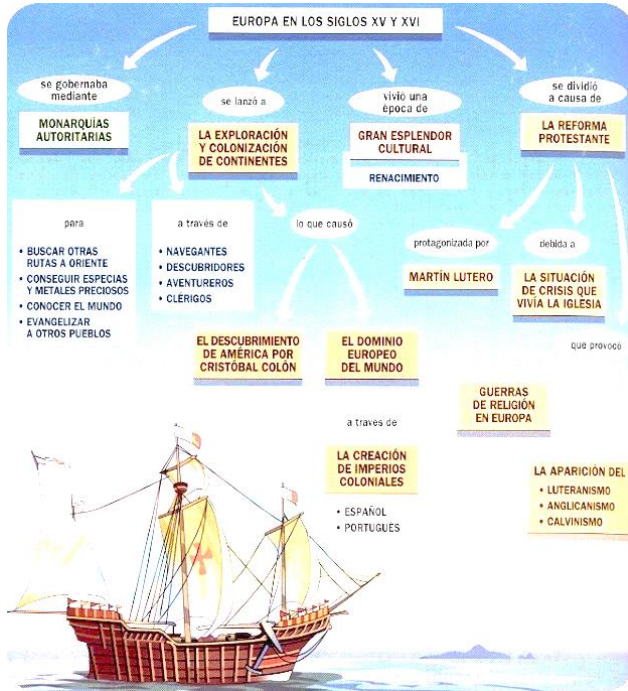 EUROPA EN LOS SIGLOS XV Y XVI
se gobernaba
mediante
MONARQUÍAS
AUTORITARIAS
se lanzó a
LA EXPLORACIÓN
Y COLONIZACIÓN
DE CONTINENTES
para
• BUSCAR OTRAS
RUTAS A ORIENTE
• CONSEGUIR ESPECIAS
Y METALES PRECIOSOS
• CONOCER EL MUNDO
• EVANGELIZAR
A OTROS PUEBLOS
a través de
• NAVEGANTES
• DESCUBRIDORES
• AVENTUREROS
• CLÉRIGOS
lo que causó
EL DESCUBRIMIENTO
DE AMÉRICA POR
CRISTÓBAL COLÓN
EL DOMINIO
EUROPEO
DEL MUNDO
a través de
LA CREACIÓN
DE IMPERIOS
COLONIALES
• ESPAÑOL
• PORTUGUÉS
vivió una
época de
GRAN ESPLENDOR
CULTURAL
RENACIMIENTO
se dividió
a causa de
LA REFORMA
PROTESTANTE
protagonizada por
MARTÍN LUTERO
debida a
LA SITUACIÓN
DE CRISIS QUE
VIVÍA LA IGLESIA
que provocó
GUERRAS
DE RELIGIÓN
EN EUROPA
LA APARICIÓN DEL
• LUTERANISMO
• ANGLICANISMO
• CALVINISMO